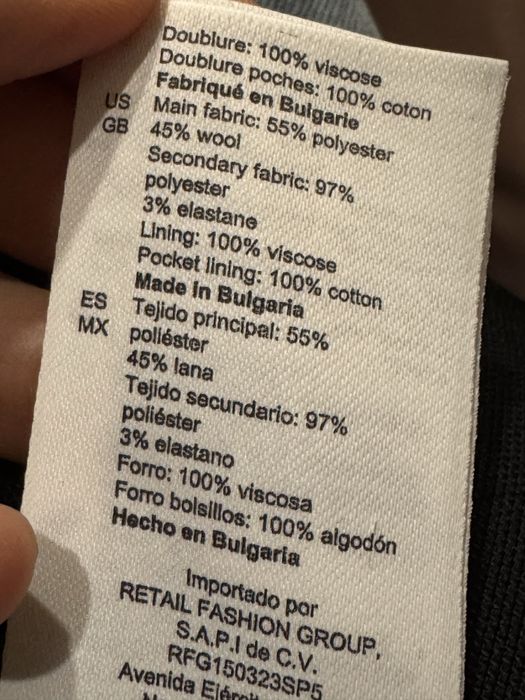 Doublure: 100% viscose
Doublure poches: 100% coton
Fabriqué en Bulgarie
US Main fabric: 55% polyester
GB 45% wool
Secondary fabric: 97%
polyester
3% elastane
Lining: 100% viscose
Pocket lining: 100% cotton
Made in Bulgaria
ES Tejido principal: 55%
MX poliéster
45% lana
Tejido secundario: 97%
poliéster
3% elastano
Forro: 100% viscosa
Forro bolsillos: 100% algodón
Hecho en Bulgaria
Importado por
RETAIL FASHION GROUP,
S.A.P.I de C.V.
RFG150323SP5
Avenida